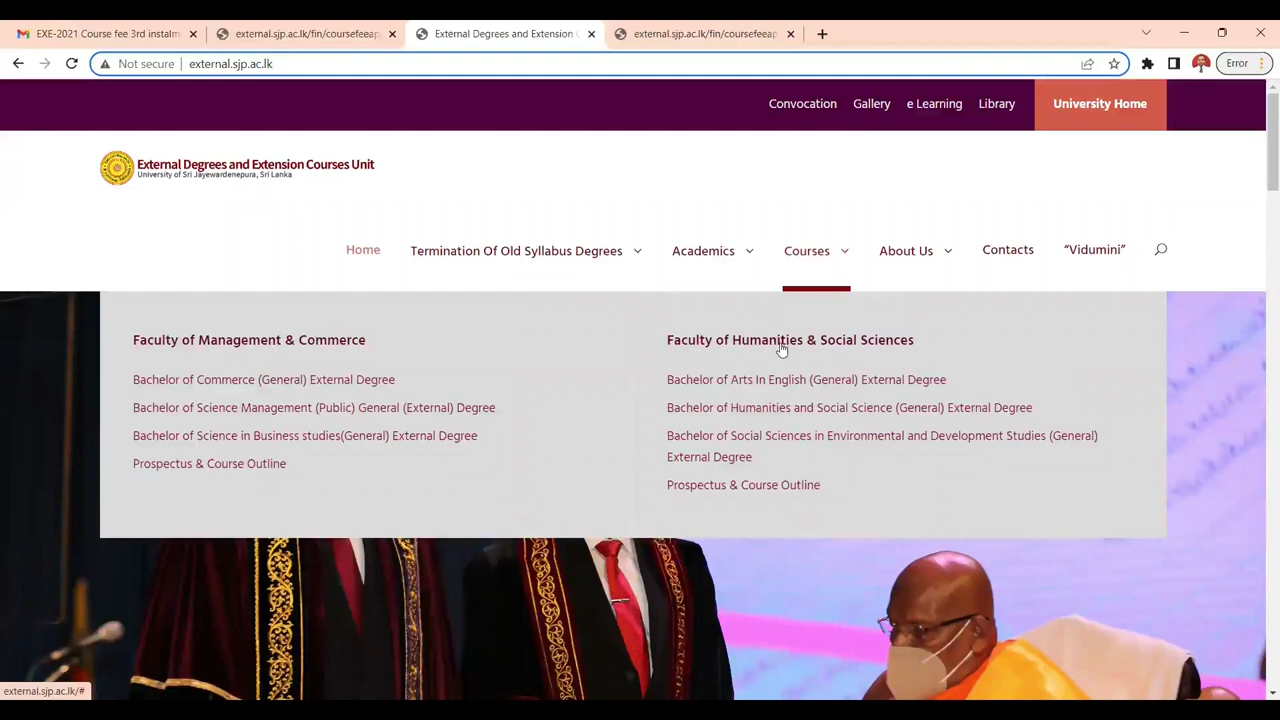 EXE-2021 Course fee 3rd instalm
external.sjp.ac.lk/fin/coursefeeap
External Degrees and Extension C
external.sjp.ac.lk/fin/coursefeeap
Not secure
external.sjp.ac.lk
Error
Convocation
Gallery
e Learning
Library
University Home
External Degrees and Extension Courses Unit
University of Sri Jayewardenepura, Sri Lanka
Home
Termination Of Old Syllabus Degrees
Academics
Courses
About Us
Contacts
“Vidumini”
Faculty of Management & Commerce
Bachelor of Commerce (General) External Degree
Bachelor of Science Management (Public) General (External) Degree
Bachelor of Science in Business studies(General) External Degree
Prospectus & Course Outline
Faculty of Humanities & Social Sciences
Bachelor of Arts In English (General) External Degree
Bachelor of Humanities and Social Science (General) External Degree
Bachelor of Social Sciences in Environmental and Development Studies (General)
External Degree
Prospectus & Course Outline
external.sjp.ac.lk/#